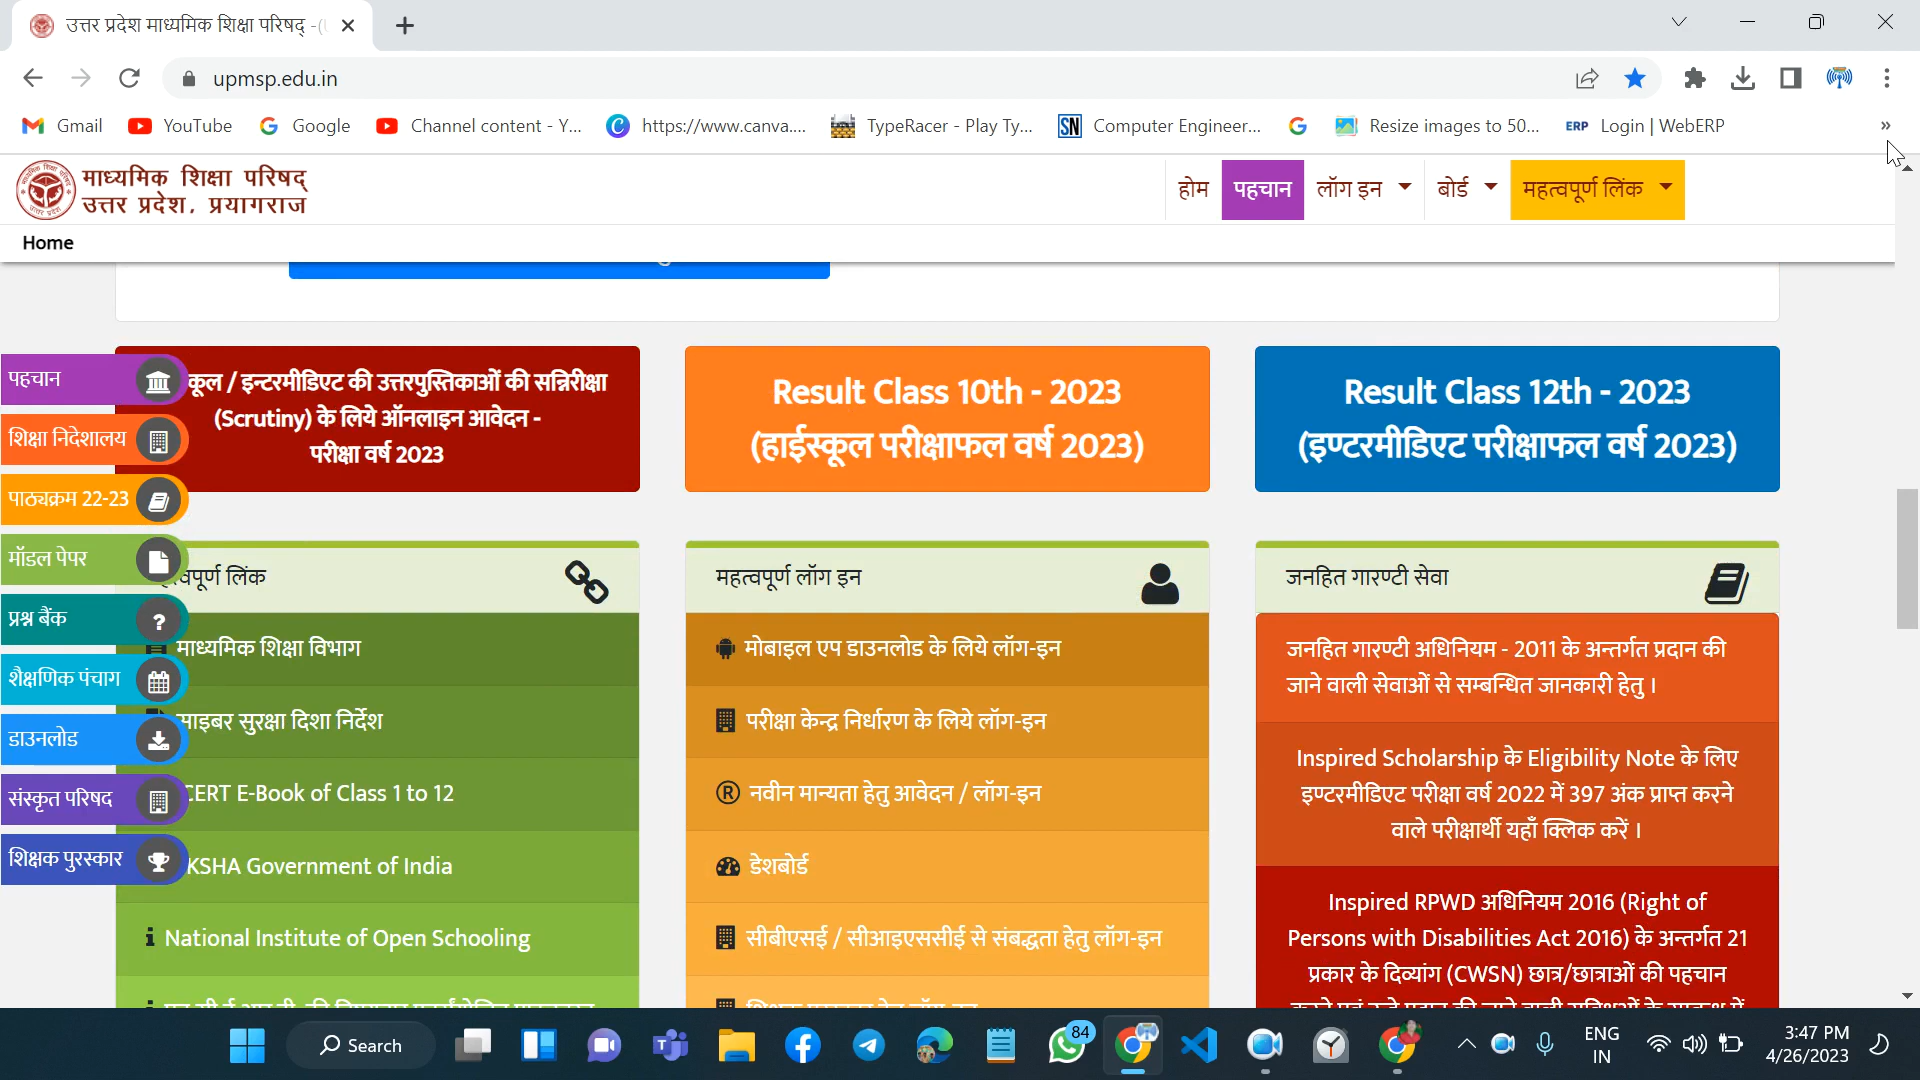 उत्तर प्रदेश माध्यमिक शिक्षा परिषद् -(
upmsp.edu.in
Gmail
YouTube
Google
Channel content - Y...
https://www.canva....
TypeRacer - Play Ty...
Computer Engineer...
Resize images to 50...
ERP Login | WebERP
»
माध्यमिक शिक्षा परिषद्
उत्तर प्रदेश, प्रयागराज
होम
पहचान
लॉग इन
बोर्ड
महत्वपूर्ण लिंक
Home
पहचान
शिक्षा निदेशालय
पाठ्यक्रम 22-23
मॉडल पेपर
प्रश्न बैंक
शैक्षणिक पंचाग
डाउनलोड
संस्कृत परिषद
शिक्षक पुरस्कार
कूल / इन्टरमीडिएट की उत्तरपुस्तिकाओं की सन्निरीक्षा
(Scrutiny) के लिये ऑनलाइन आवेदन -
परीक्षा वर्ष 2023
Result Class 10th - 2023
(हाईस्कूल परीक्षाफल वर्ष 2023)
Result Class 12th - 2023
(इण्टरमीडिएट परीक्षाफल वर्ष 2023)
त्वपूर्ण लिंक
माध्यमिक शिक्षा विभाग
साइबर सुरक्षा दिशा निर्देश
CERT E-Book of Class 1 to 12
KSHA Government of India
National Institute of Open Schooling
महत्वपूर्ण लॉग इन
मोबाइल एप डाउनलोड के लिये लॉग-इन
परीक्षा केन्द्र निर्धारण के लिये लॉग-इन
® नवीन मान्यता हेतु आवेदन / लॉग-इन
डेशबोर्ड
सीबीएसई / सीआइएससीई से संबद्धता हेतु लॉग-इन
जनहित गारण्टी सेवा
जनहित गारण्टी अधिनियम - 2011 के अन्तर्गत प्रदान की
जाने वाली सेवाओं से सम्बन्धित जानकारी हेतु ।
Inspired Scholarship के Eligibility Note के लिए
इण्टरमीडिएट परीक्षा वर्ष 2022 में 397 अंक प्राप्त करने
वाले परीक्षार्थी यहाँ क्लिक करें ।
Inspired RPWD अधिनियम 2016 (Right of
Persons with Disabilities Act 2016) के अन्तर्गत 21
प्रकार के दिव्यांग (CWSN) छात्र/छात्राओं की पहचान
Search
84
ENG
IN
3:47 PM
4/26/2023